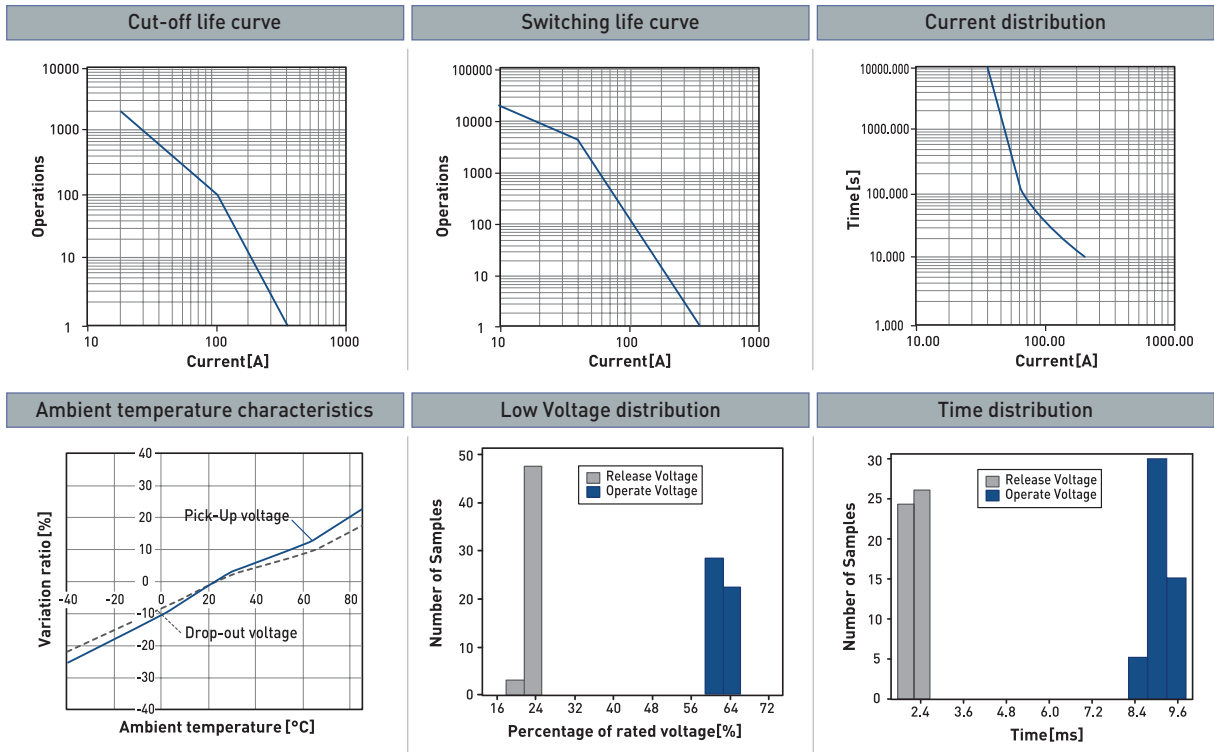 Cut-off life curve
Operations
10000
1000
100
10
1
10 100 1000
Current[A]
Switching life curve
Operations
100000
10000
1000
100
10
1
10 100 1000
Current[A]
Current distribution
Time[s]
10000.000
1000.000
100.000
10.000
1.000
10.00 100.00 1000.00
Current[A]
Ambient temperature characteristics
Variation ratio[%]
40
30
20
Pick-Up voltage
10
0
-40 -20 0 20 40 60 80
-10
Drop-out voltage
-20
-30
-40
Ambient temperature [°C]
Low Voltage distribution
Number of Samples
50
40
30
20
10
0
Release Voltage
Operate Voltage
16 24 32 40 48 56 64 72
Percentage of rated voltage[%]
Time distribution
Number of Samples
30
25
20
15
10
5
0
Release Voltage
Operate Voltage
2.4 3.6 4.8 6.0 7.2 8.4 9.6
Time[ms]